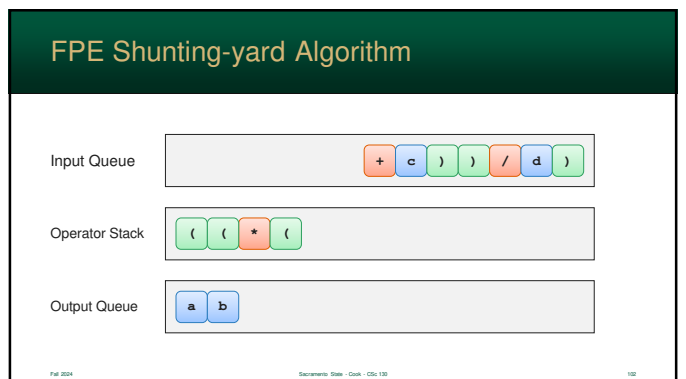 FPE Shunting-yard Algorithm
Input Queue + c ) ) / d )
Operator Stack ( ( * (
Output Queue a b
Fall 2024 Sacramento State - Cook - CSc 130 102